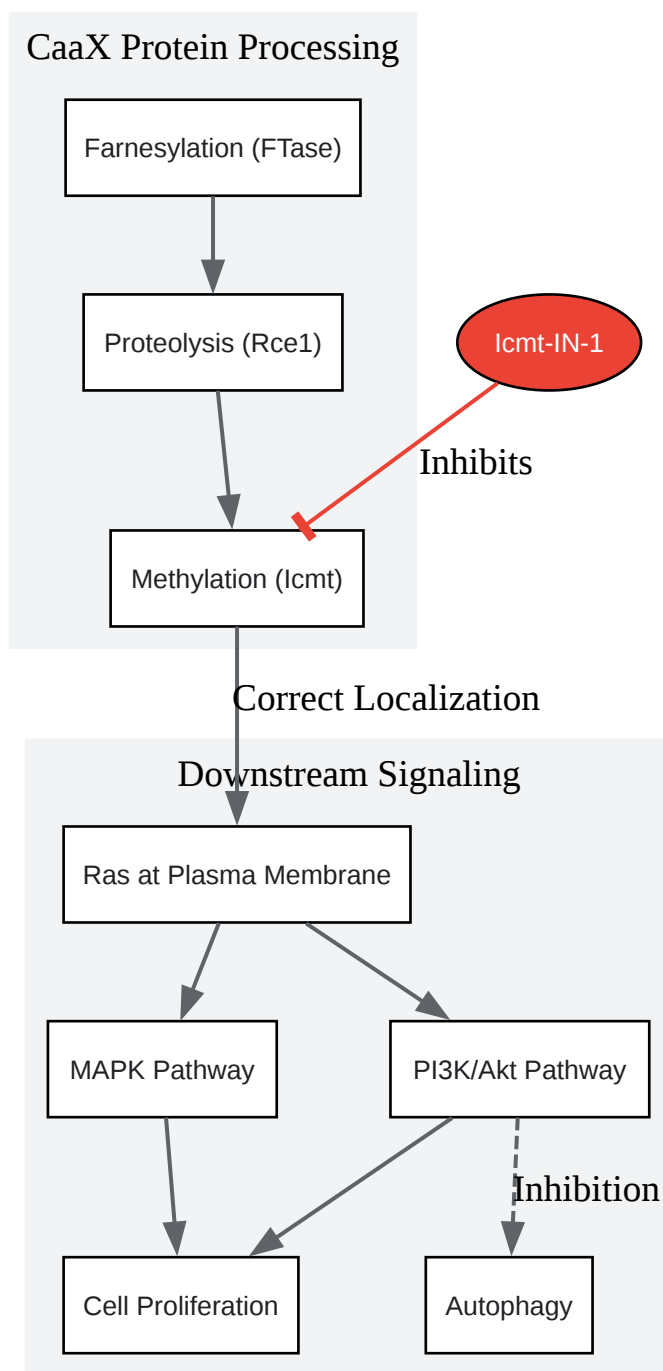 CaaX Protein Processing
Farnesylation (FTase)
Proteolysis (Rce1)
Icmt-IN-1
Inhibits
Methylation (Icmt)
Correct Localization
Downstream Signaling
Ras at Plasma Membrane
MAPK Pathway
PI3K/Akt Pathway
Inhibition
Cell Proliferation
Autophagy